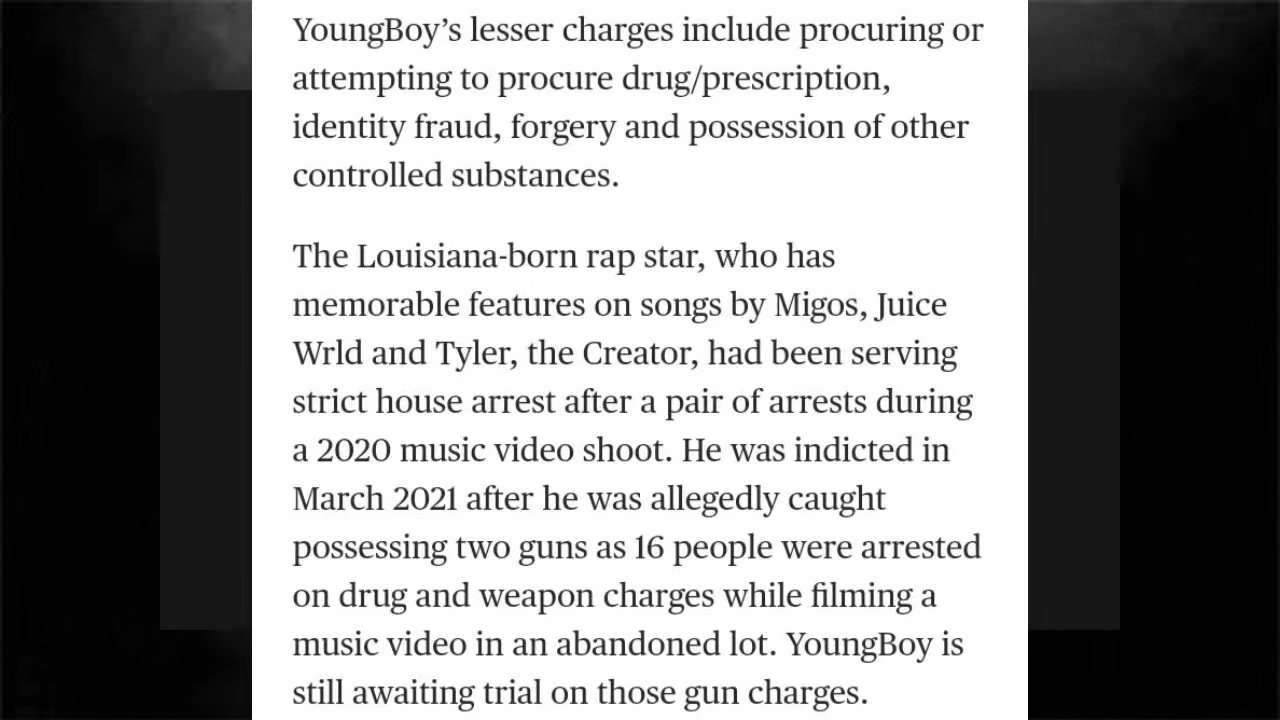 YoungBoy’s lesser charges include procuring or
attempting to procure drug/prescription,
identity fraud, forgery and possession of other
controlled substances.
The Louisiana-born rap star, who has
memorable features on songs by Migos, Juice
Wrld and Tyler, the Creator, had been serving
strict house arrest after a pair of arrests during
a 2020 music video shoot. He was indicted in
March 2021 after he was allegedly caught
possessing two guns as 16 people were arrested
on drug and weapon charges while filming a
music video in an abandoned lot. YoungBoy is
still awaiting trial on those gun charges.